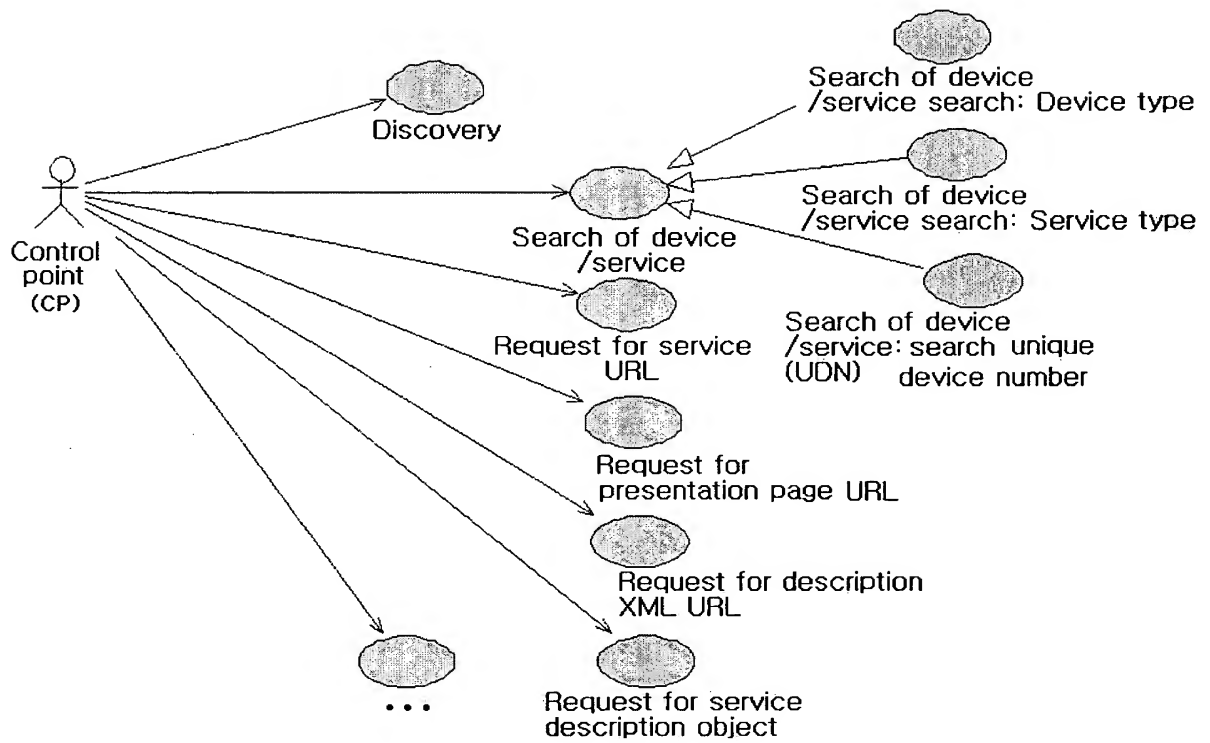 Search of device
/service search: Device type
Discovery
Search of device
/service search: Service type
Control
point
(CP)
Search of device
/service
Search of device
/service: search unique
(UDN) device number
Request for service
URL
Request for
presentation page URL
Request for description
XML URL
• • •
Request for service
description object